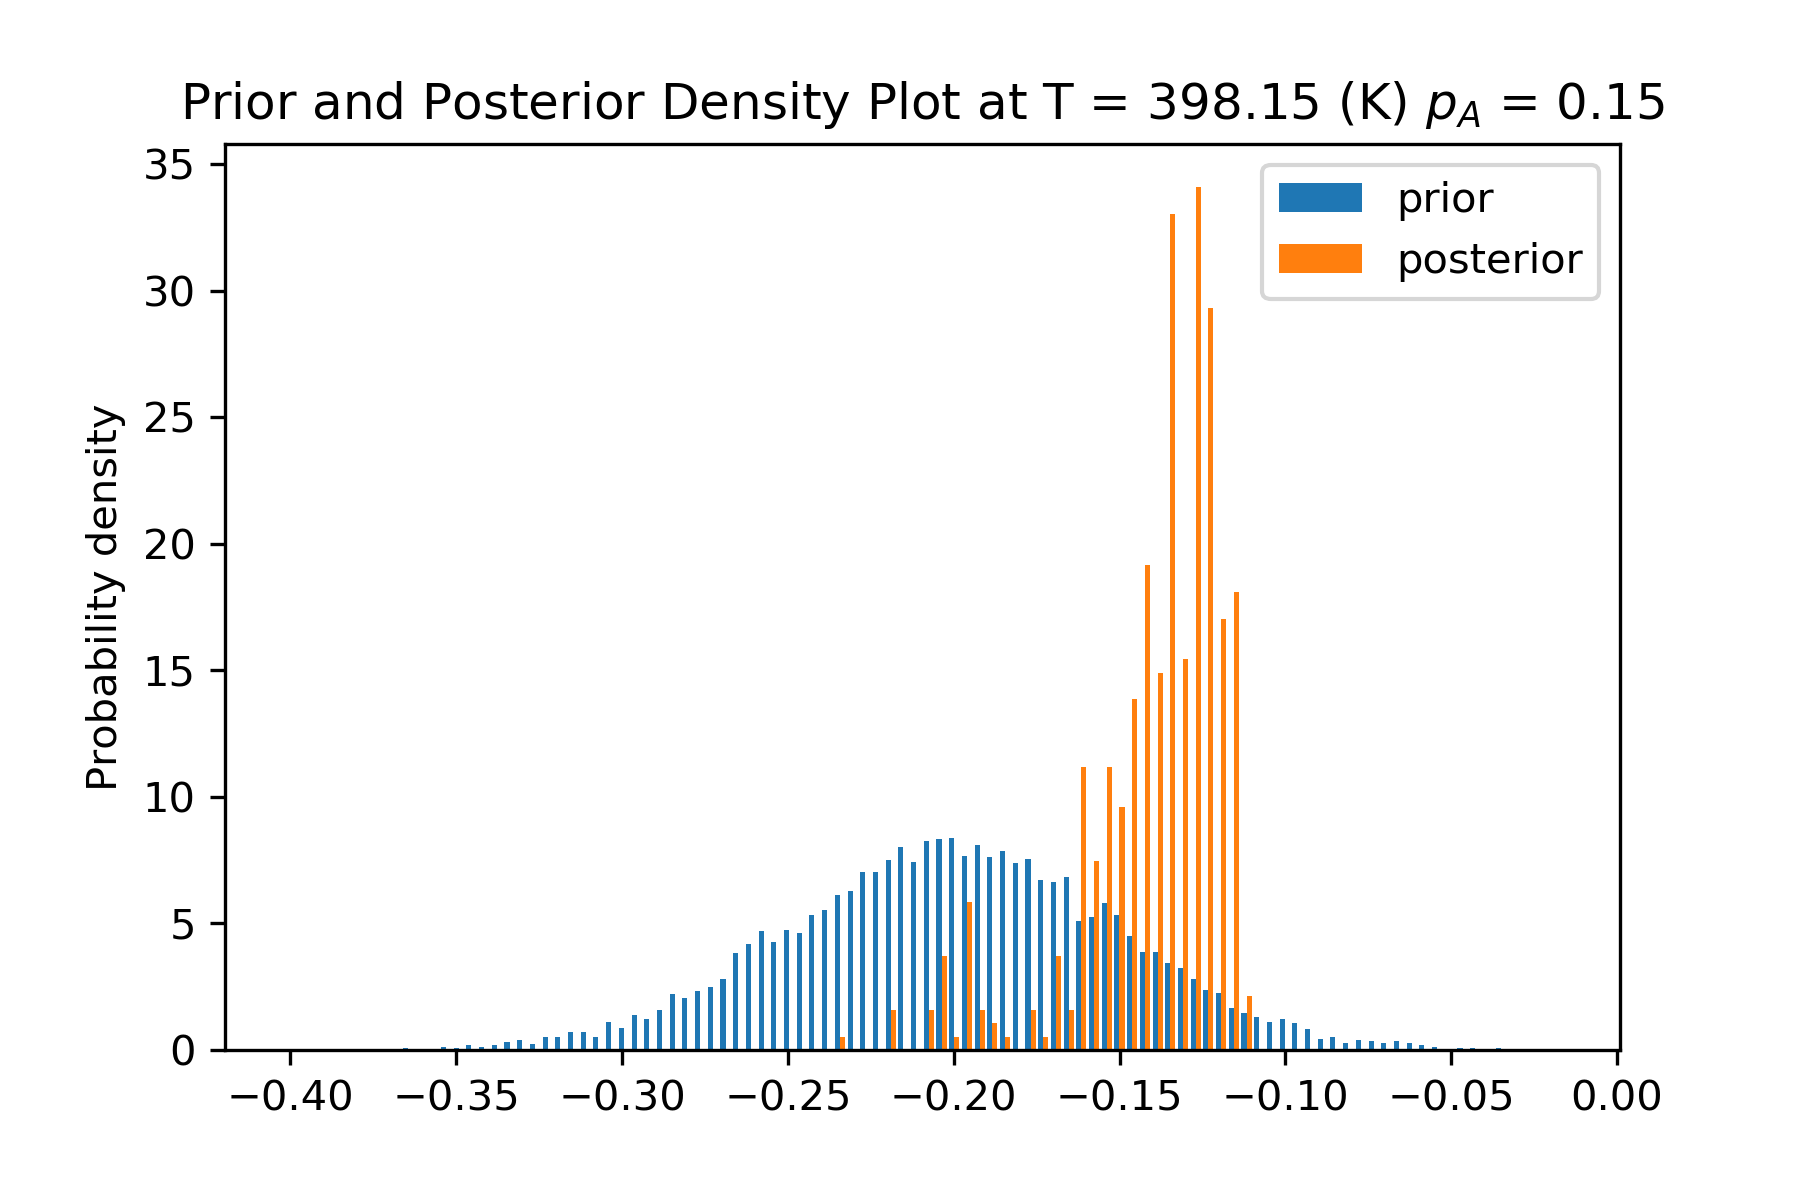 Prior and Posterior Density Plot at T = 398.15 (K) p_A = 0.15
prior
posterior
Probability density
35
30
25
20
15
10
5
0
−0.40 −0.35 −0.30 −0.25 −0.20 −0.15 −0.10 −0.05 0.00